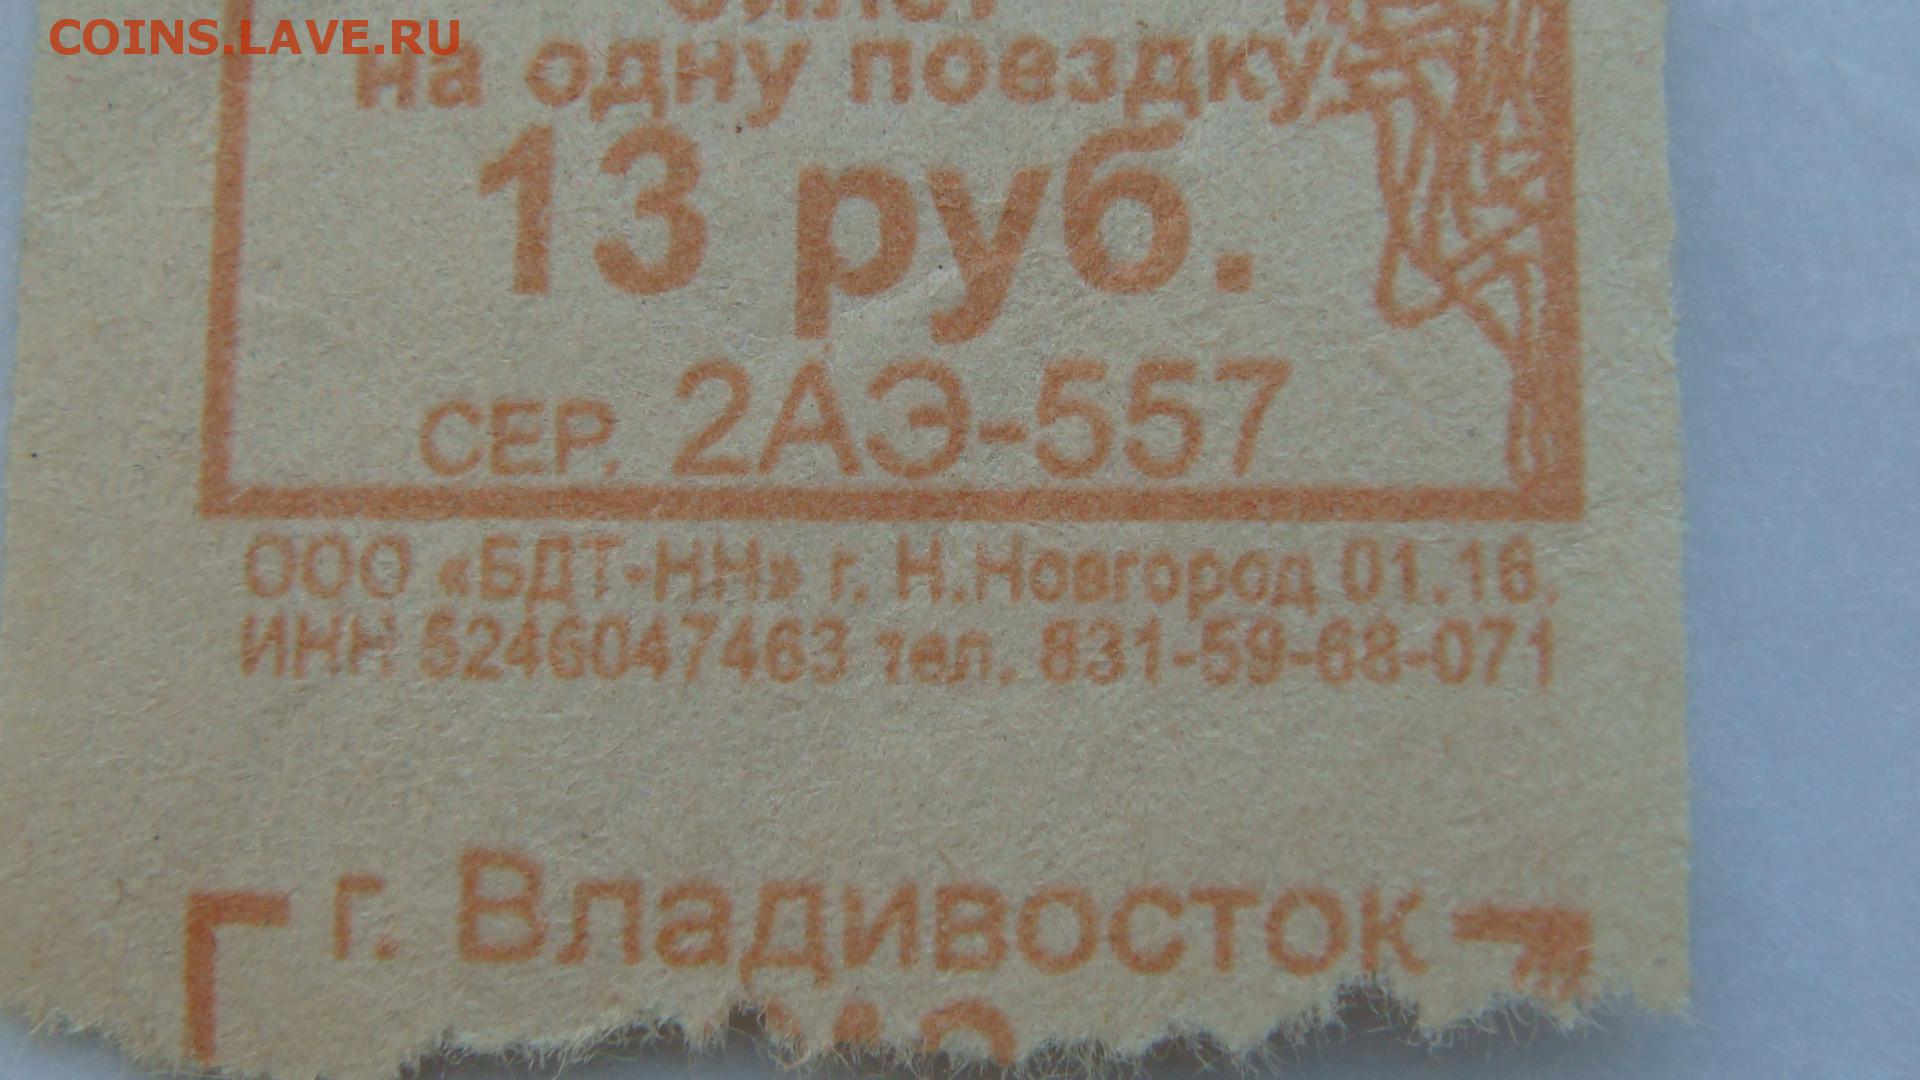 COINS.LAVE.RU
билет
на одну поездку
13 руб.
СЕР. 2АЭ-557
ООО «БДТ-НН» г. Н.Новгород 01.16.
ИНН 5246047463 тел. 831-59-68-071
г. Владивосток